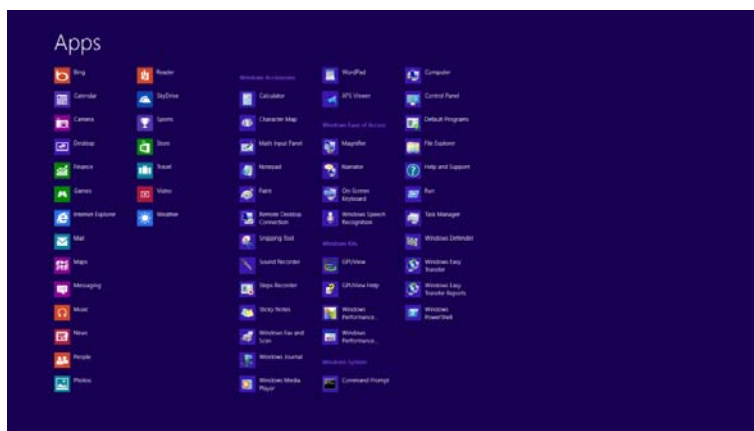 Apps
Bing
Calendar
Camera
Desktop
Finance
Games
Internet Explorer
Mail
Maps
Messaging
Music
News
People
Photos
Reader
SkyDrive
Sports
Store
Travel
Video
Weather
Windows Accessories
Calculator
Character Map
Math Input Panel
Notepad
Paint
Remote Desktop
Connection
Snipping Tool
Sound Recorder
Steps Recorder
Sticky Notes
Windows Fax and
Scan
Windows Journal
Windows Media
Player
WordPad
XPS Viewer
Windows Ease of Access
Magnifier
Narrator
On-Screen
Keyboard
Windows Speech
Recognition
Windows Kits
GPUView
GPUView Help
Windows
Performance...
Windows
Performance...
Windows System
Command Prompt
Computer
Control Panel
Default Programs
File Explorer
Help and Support
Run
Task Manager
Windows Defender
Windows Easy
Transfer
Windows Easy
Transfer Reports
Windows
PowerShell